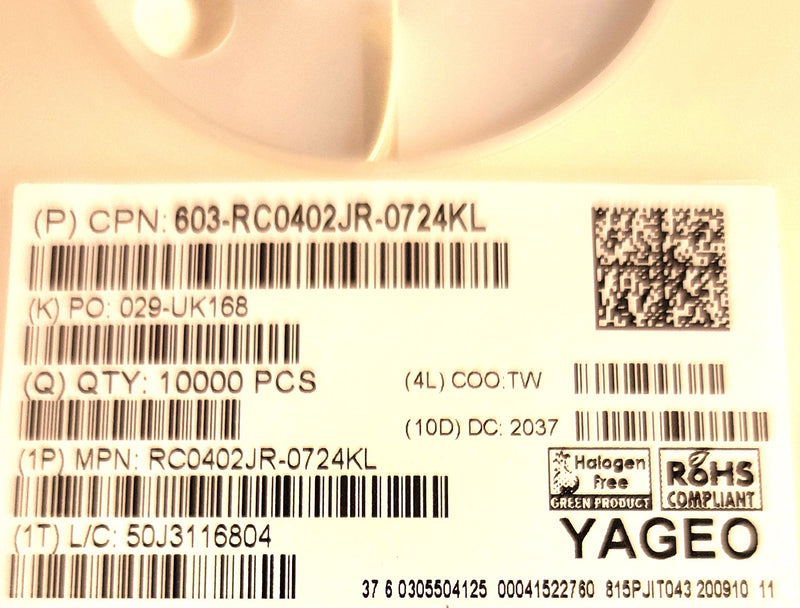 (P) CPN: 603-RC0402JR-0724KL
(K) PO: 029-UK168
(Q) QTY: 10000 PCS
(4L) COO:TW
(10D) DC: 2037
(1P) MPN: RC0402JR-0724KL
Halogen
Free
GREEN PRODUCT
RoHS
COMPLIANT
(1T) L/C: 50J3116804
YAGEO
37 6 0305504125 00041522760 815PJIT043 200910 11